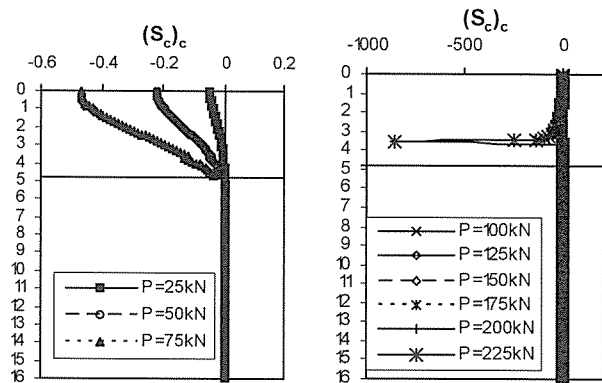 (Sc)c
-0.6 -0.4 -0.2 0 0.2
0
1
2
3
4
5
6
7
8
9
10
11
12
13
14
15
16
P=25kN
P=50kN
P=75kN
(Sc)c
-1000 -500 0
0
1
2
3
4
5
6
7
8
9
10
11
12
13
14
15
16
P=100kN
P=125kN
P=150kN
P=175kN
P=200kN
P=225kN